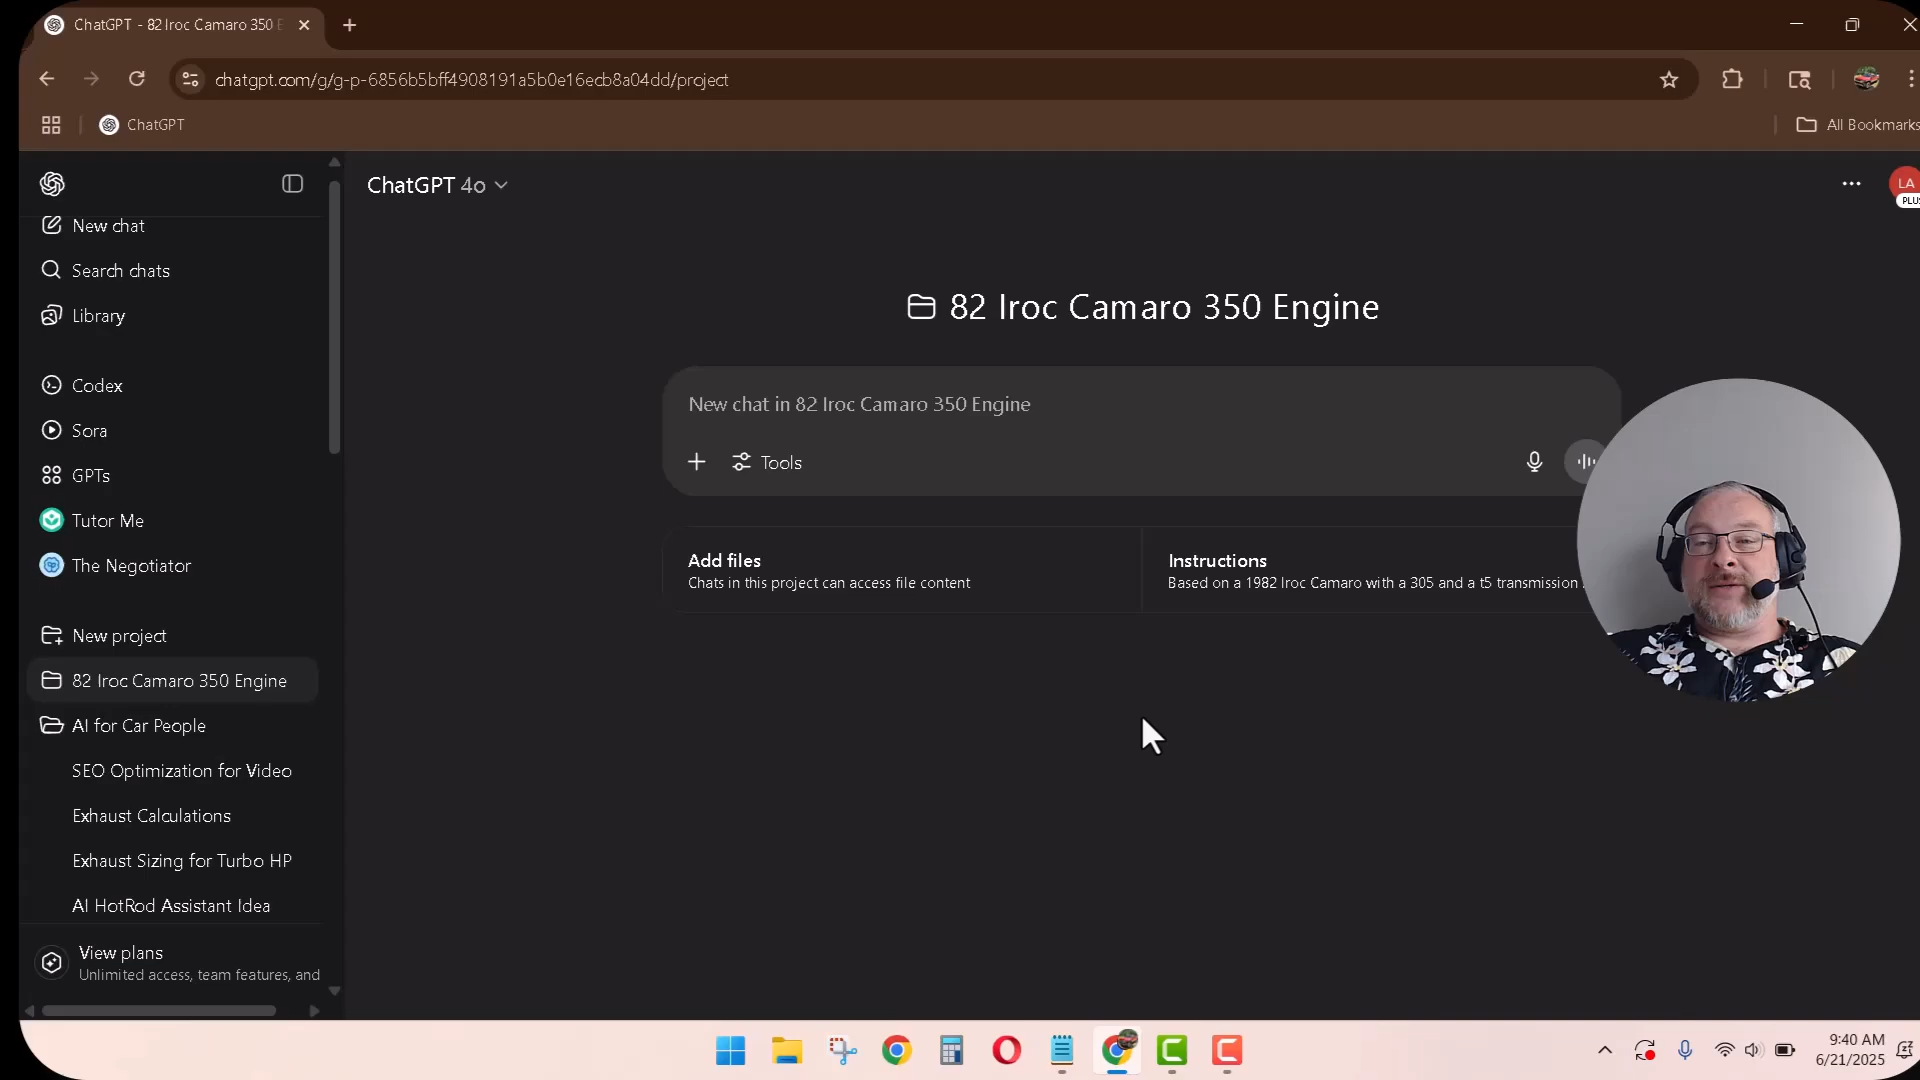 ChatGPT - 82 Iroc Camaro 350 E
chatgpt.com/g/g-p-6856b5bff4908191a5b0e16ecb8a04dd/project
ChatGPT
All Bookmarks
ChatGPT 4o
LA
PLUS
New chat
Search chats
Library
Codex
Sora
GPTs
Tutor Me
The Negotiator
New project
82 Iroc Camaro 350 Engine
AI for Car People
SEO Optimization for Video
Exhaust Calculations
Exhaust Sizing for Turbo HP
AI HotRod Assistant Idea
View plans
Unlimited access, team features, and
82 Iroc Camaro 350 Engine
New chat in 82 Iroc Camaro 350 Engine
Tools
Add files
Chats in this project can access file content
Instructions
Based on a 1982 Iroc Camaro with a 305 and a t5 transmission
9:40 AM
6/21/2025